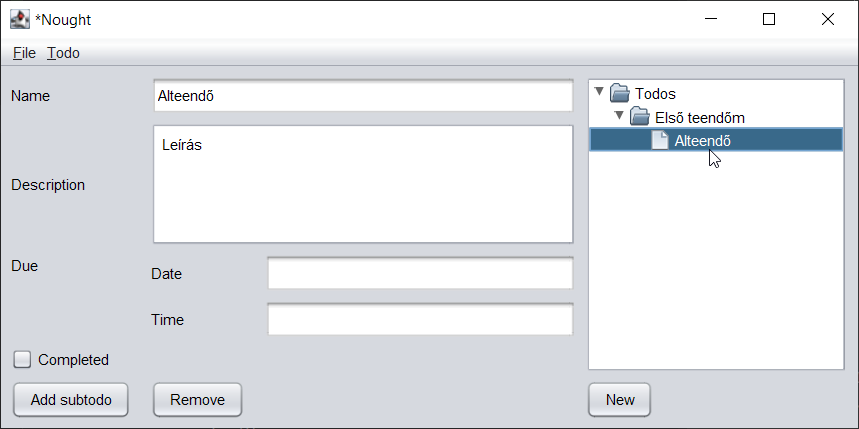 *Nought
File Todo
Name
Alteendő
Description
Leírás
Due
Date
Time
Completed
Add subtodo
Remove
Todos
Első teendőm
Alteendő
New